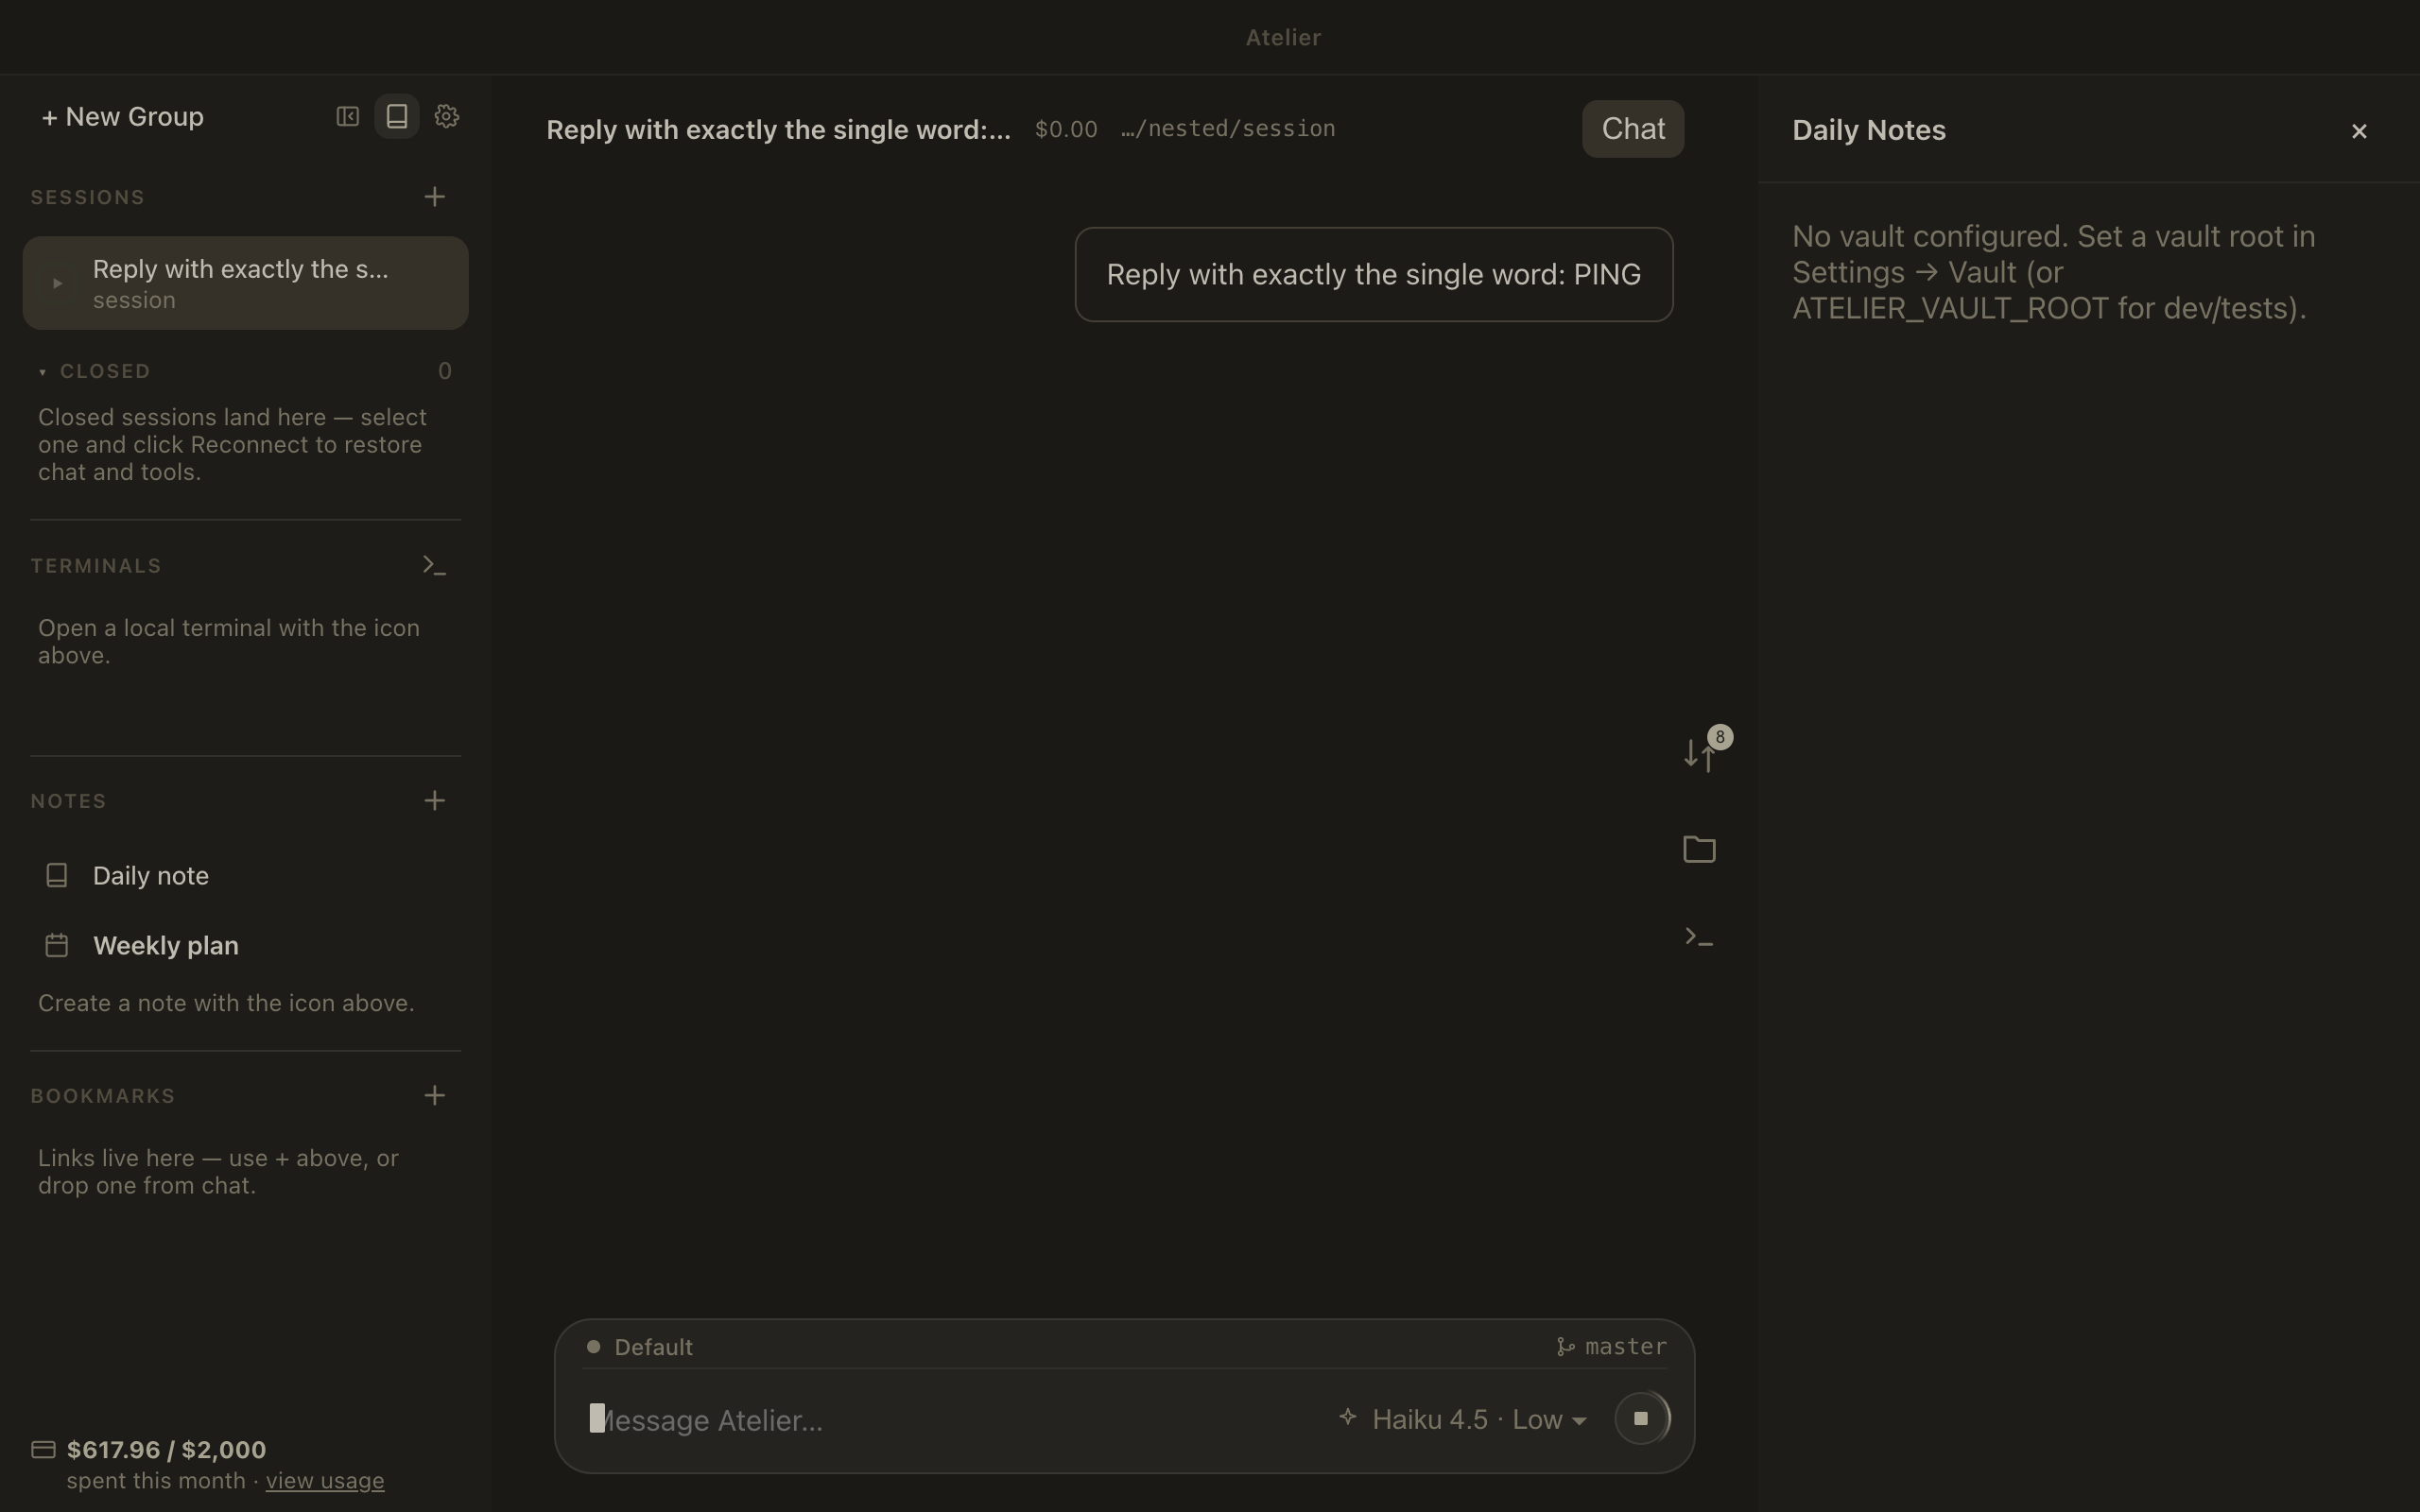 Atelier
+ New Group
SESSIONS
Reply with exactly the s...
session
CLOSED 0
Closed sessions land here — select
one and click Reconnect to restore
chat and tools.
TERMINALS
Open a local terminal with the icon
above.
NOTES
Daily note
Weekly plan
Create a note with the icon above.
BOOKMARKS
Links live here — use + above, or
drop one from chat.
$617.96 / $2,000
spent this month · view usage
Reply with exactly the single word:... $0.00 …/nested/session Chat
Reply with exactly the single word: PING
8
Default master
Message Atelier... Haiku 4.5 · Low
Daily Notes
No vault configured. Set a vault root in
Settings → Vault (or
ATELIER_VAULT_ROOT for dev/tests).